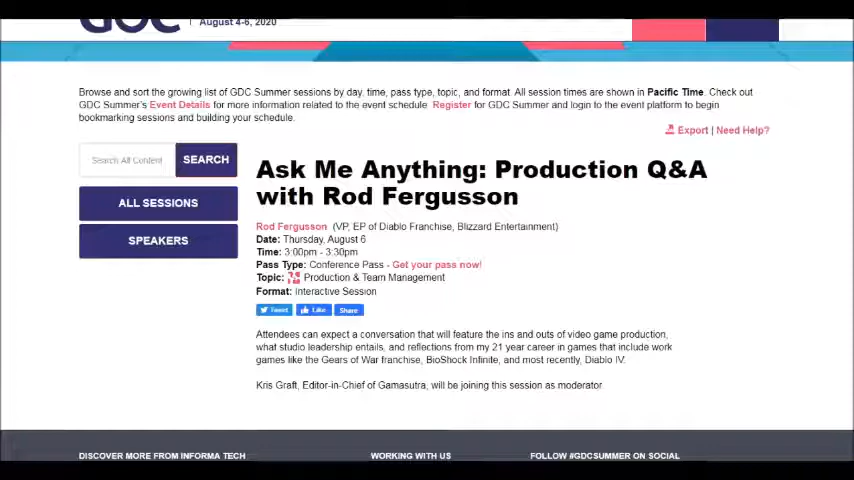 GDC
August 4-6, 2020
Browse and sort the growing list of GDC Summer sessions by day, time, pass type, topic, and format. All session times are shown in Pacific Time. Check out
GDC Summer's Event Details for more information related to the event schedule. Register for GDC Summer and login to the event platform to begin
bookmarking sessions and building your schedule.
Export | Need Help?
Search All Content
SEARCH
ALL SESSIONS
SPEAKERS
Ask Me Anything: Production Q&A
with Rod Fergusson
Rod Fergusson (VP, EP of Diablo Franchise, Blizzard Entertainment)
Date: Thursday, August 6
Time: 3:00pm - 3:30pm
Pass Type: Conference Pass - Get your pass now!
Topic: Production & Team Management
Format: Interactive Session
Tweet Like Share
Attendees can expect a conversation that will feature the ins and outs of video game production,
what studio leadership entails, and reflections from my 21 year career in games that include work
games like the Gears of War franchise, BioShock Infinite, and most recently, Diablo IV.
Kris Graft, Editor-in-Chief of Gamasutra, will be joining this session as moderator
DISCOVER MORE FROM INFORMA TECH
WORKING WITH US
FOLLOW #GDCSUMMER ON SOCIAL